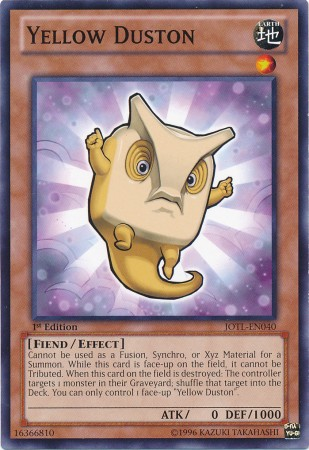 Yellow Duston
EARTH
地
1st Edition
JOTL-EN040
[Fiend / Effect]
Cannot be used as a Fusion, Synchro, or Xyz Material for a
Summon. While this card is face-up on the field, it cannot be
Tributed. When this card on the field is destroyed: The controller
targets 1 monster in their Graveyard; shuffle that target into the
Deck. You can only control 1 face-up "Yellow Duston".
ATK/ 0 DEF/1000
16366810
©1996 KAZUKI TAKAHASHI